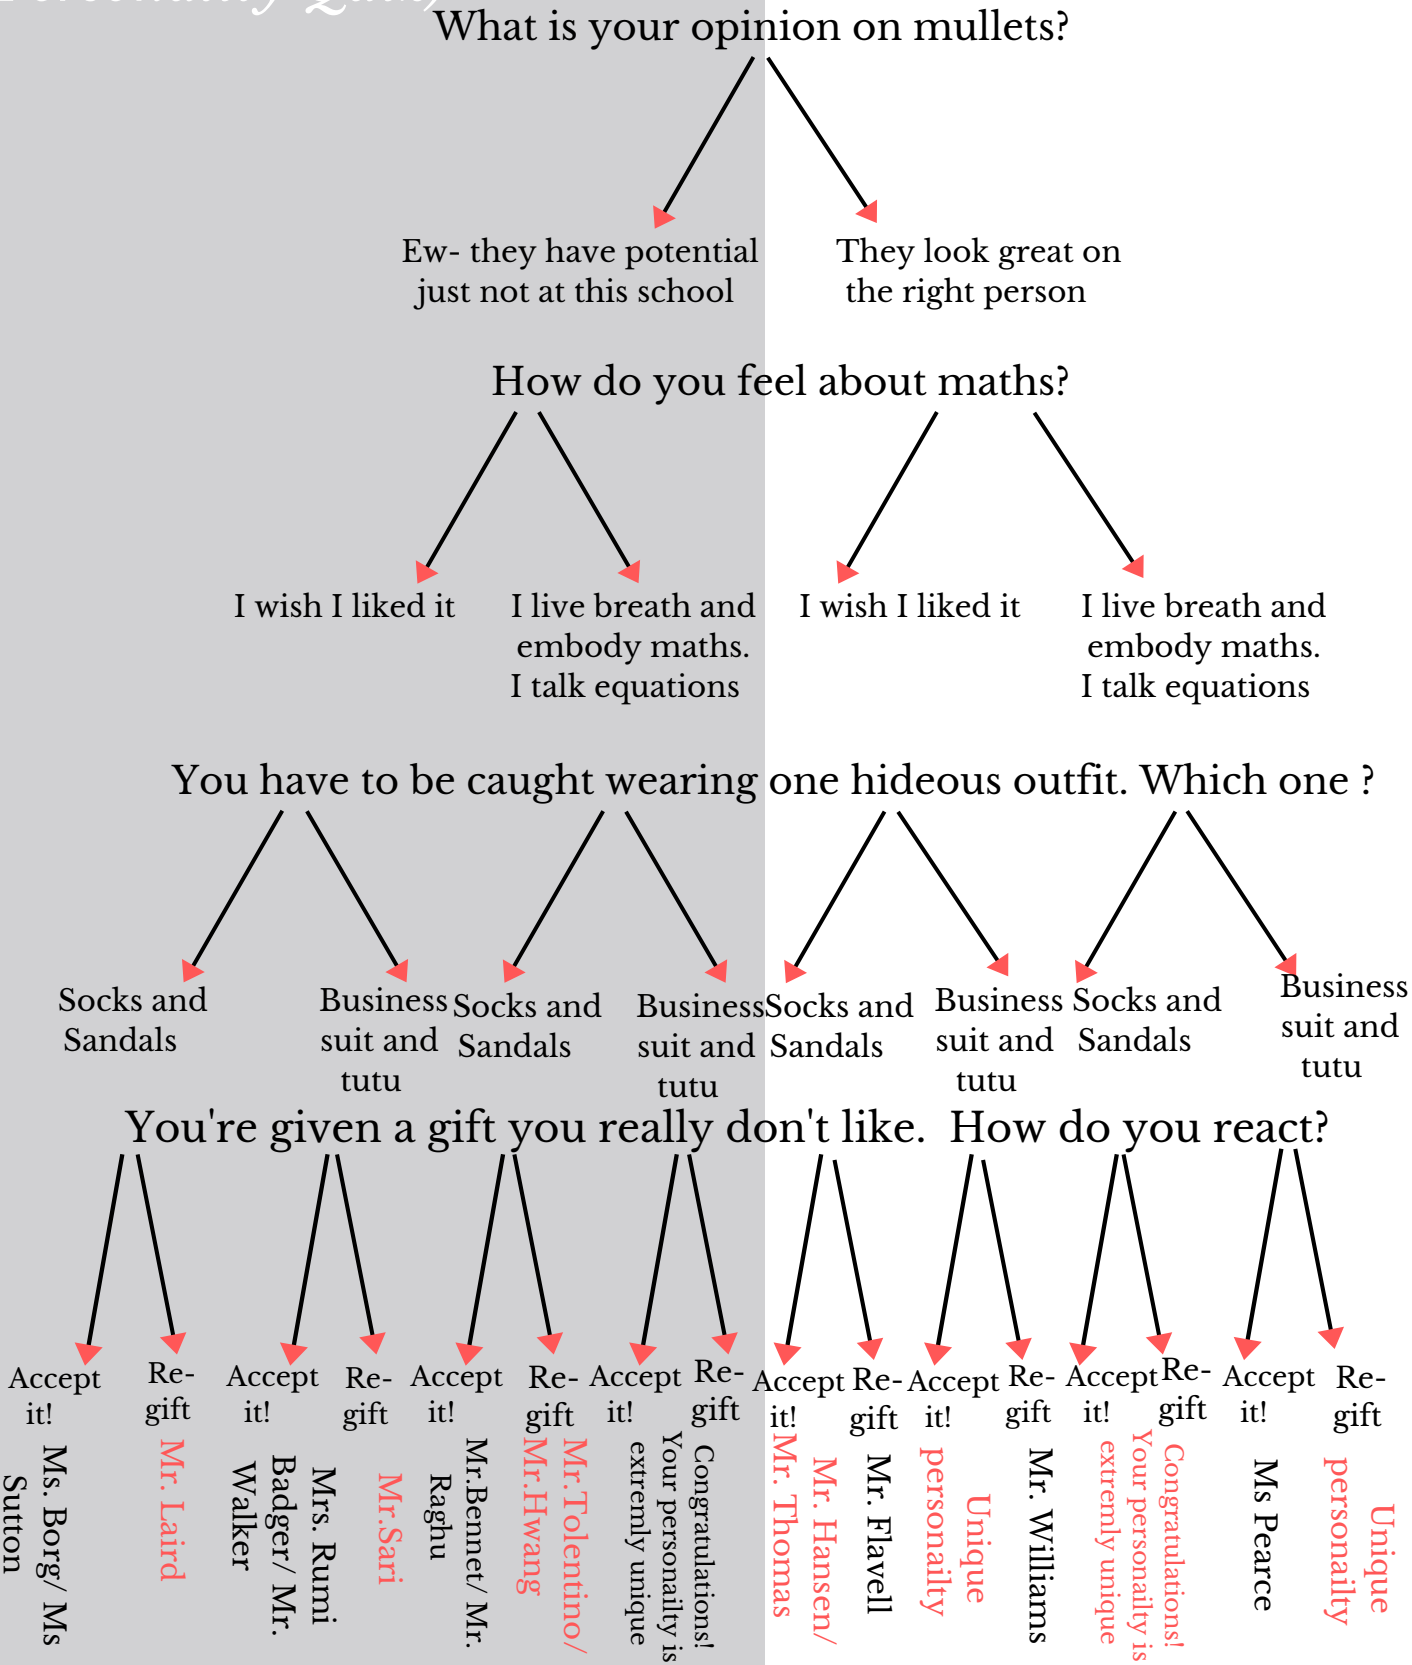 Personality Quiz
What is your opinion on mullets?
Ew- they have potential
just not at this school
They look great on
the right person
How do you feel about maths?
I wish I liked it
I live breath and
embody maths.
I talk equations
I wish I liked it
I live breath and
embody maths.
I talk equations
You have to be caught wearing one hideous outfit. Which one ?
Socks and
Sandals
Business
suit and
tutu
Socks and
Sandals
Business
suit and
tutu
Socks and
Sandals
Business
suit and
tutu
Socks and
Sandals
Business
suit and
tutu
You're given a gift you really don't like. How do you react?
Accept
it!
Re-
gift
Accept
it!
Re-
gift
Accept
it!
Re-
gift
Accept
it!
Re-
gift
Accept
it!
Re-
gift
Accept
it!
Re-
gift
Accept
it!
Re-
gift
Accept
it!
Re-
gift
Ms. Borg/ Ms
Sutton
Mr. Laird
Mrs. Rumi
Badger/ Mr.
Walker
Mr.Sari
Mr.Bennet/ Mr.
Raghu
Mr.Tolentino/
Mr.Hwang
Congratulations!
Your personailty is
extremly unique
Mr. Hansen/
Mr. Thomas
Mr. Flavell
Unique
personailty
Mr. Williams
Congratulations!
Your personailty is
extremly unique
Ms Pearce
Unique
personailty